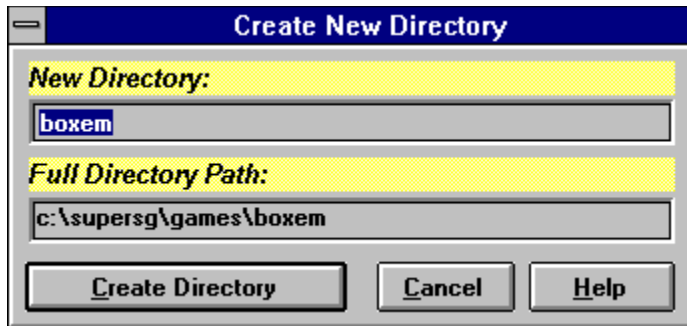 Create New Directory
New Directory:
boxem
Full Directory Path:
c:\supersg\games\boxem
Create Directory Cancel Help